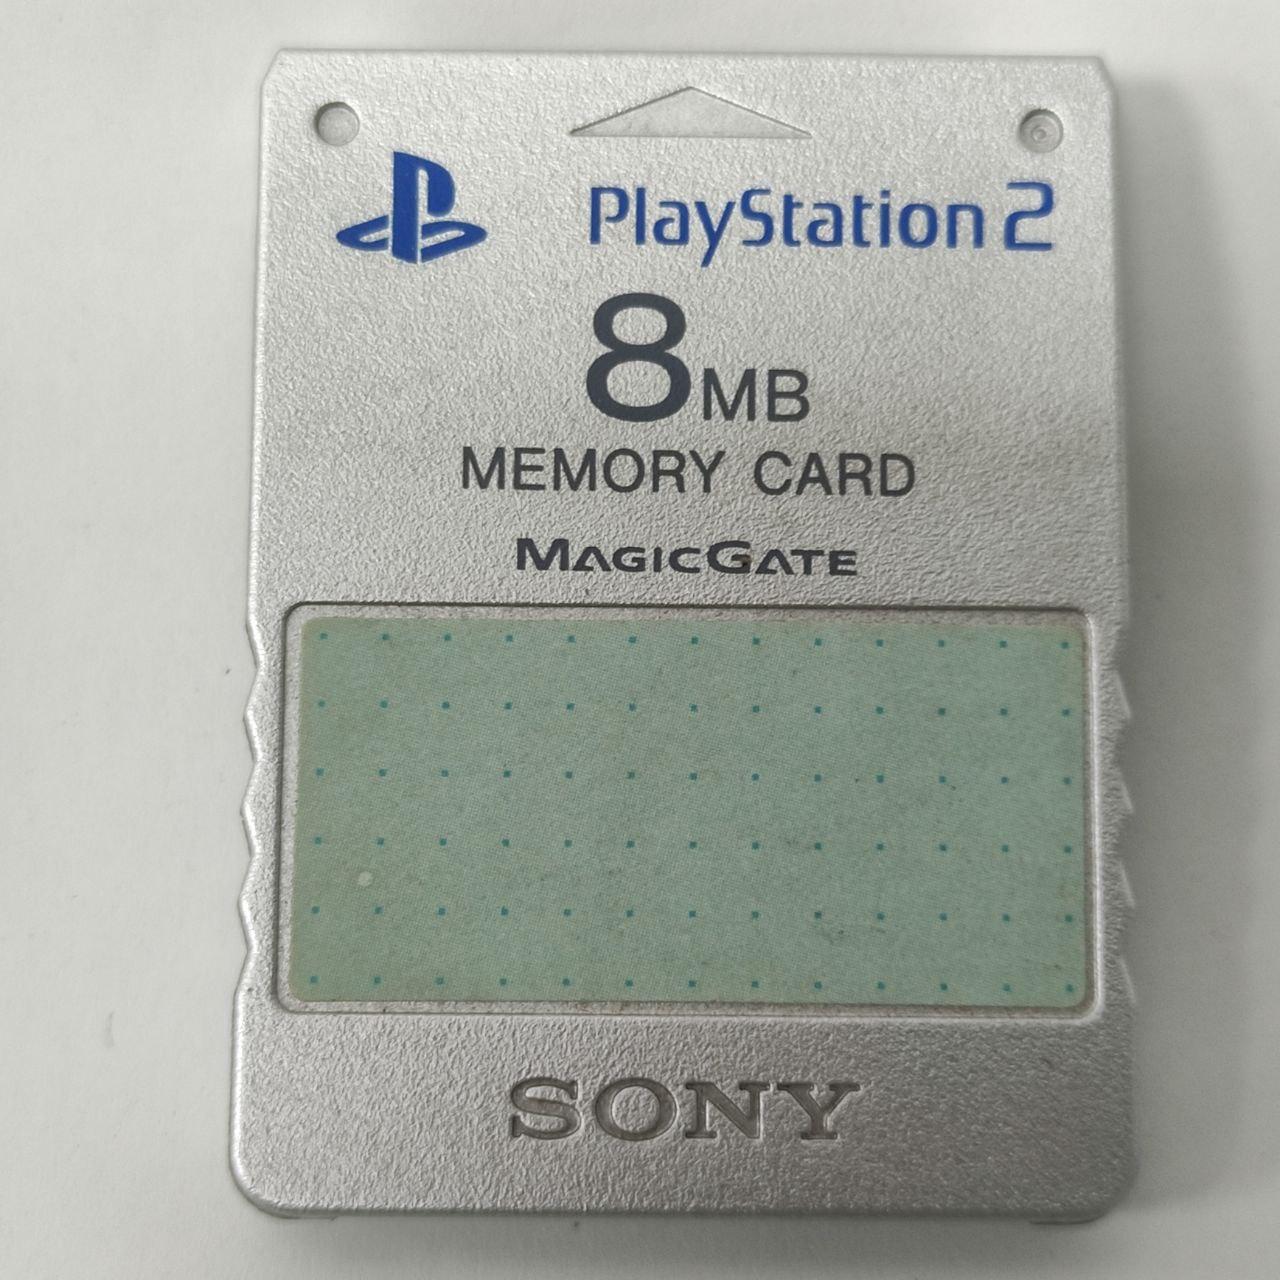 PlayStation 2
8MB
MEMORY CARD
MAGICGATE
SONY